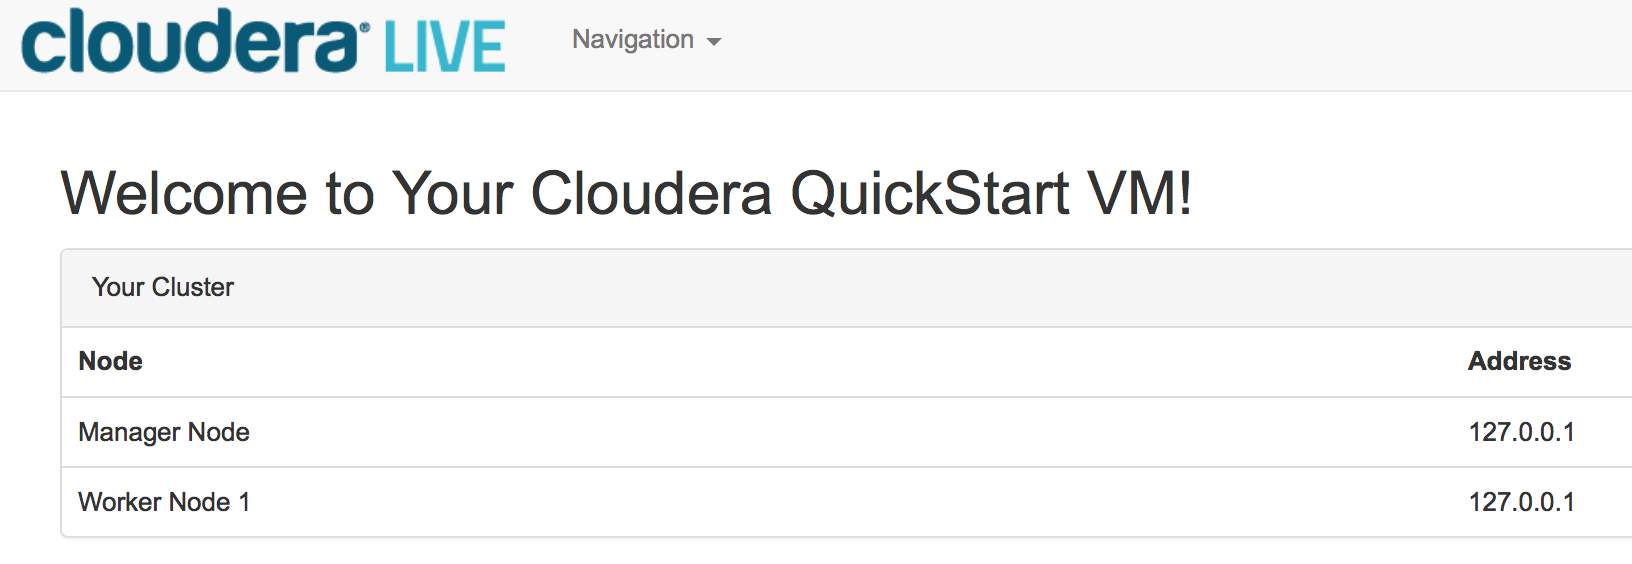 cloudera® LIVE Navigation
Welcome to Your Cloudera QuickStart VM!
Your Cluster
Node Address
Manager Node 127.0.0.1
Worker Node 1 127.0.0.1